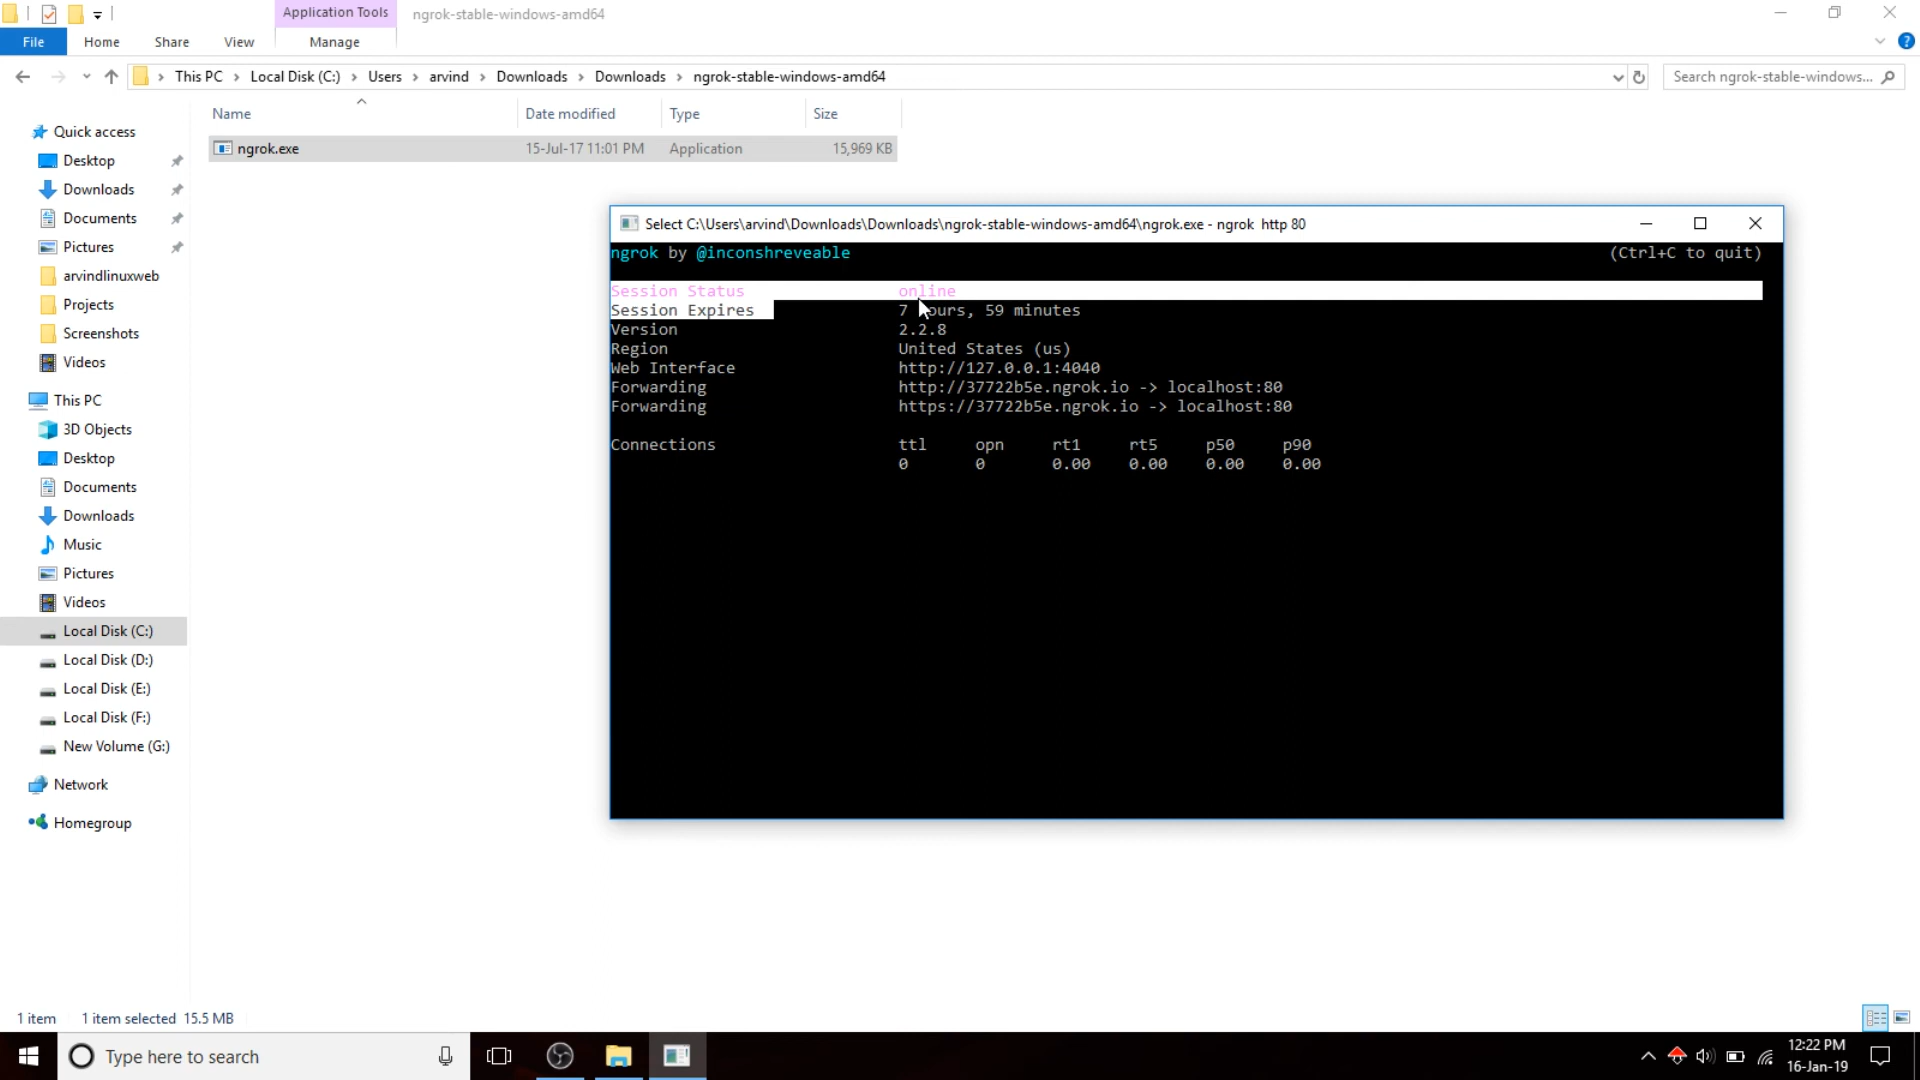 Application Tools ngrok-stable-windows-amd64
File Home Share View Manage
This PC Local Disk (C:) Users arvind Downloads Downloads ngrok-stable-windows-amd64 Search ngrok-stable-windows...
Name Date modified Type Size
ngrok.exe 15-Jul-17 11:01 PM Application 15,969 KB
Quick access
Desktop
Downloads
Documents
Pictures
arvindlinuxweb
Projects
Screenshots
Videos
This PC
3D Objects
Desktop
Documents
Downloads
Music
Pictures
Videos
Local Disk (C:)
Local Disk (D:)
Local Disk (E:)
Local Disk (F:)
New Volume (G:)
Network
Homegroup
Select C:\Users\arvind\Downloads\Downloads\ngrok-stable-windows-amd64\ngrok.exe - ngrok http 80
ngrok by @inconshreveable (Ctrl+C to quit)
Session Status online
Session Expires 7 hours, 59 minutes
Version 2.2.8
Region United States (us)
Web Interface http://127.0.0.1:4040
Forwarding http://37722b5e.ngrok.io -> localhost:80
Forwarding https://37722b5e.ngrok.io -> localhost:80
Connections ttl opn rt1 rt5 p50 p90
0 0 0.00 0.00 0.00 0.00
1 item 1 item selected 15.5 MB
Type here to search
12:22 PM
16-Jan-19